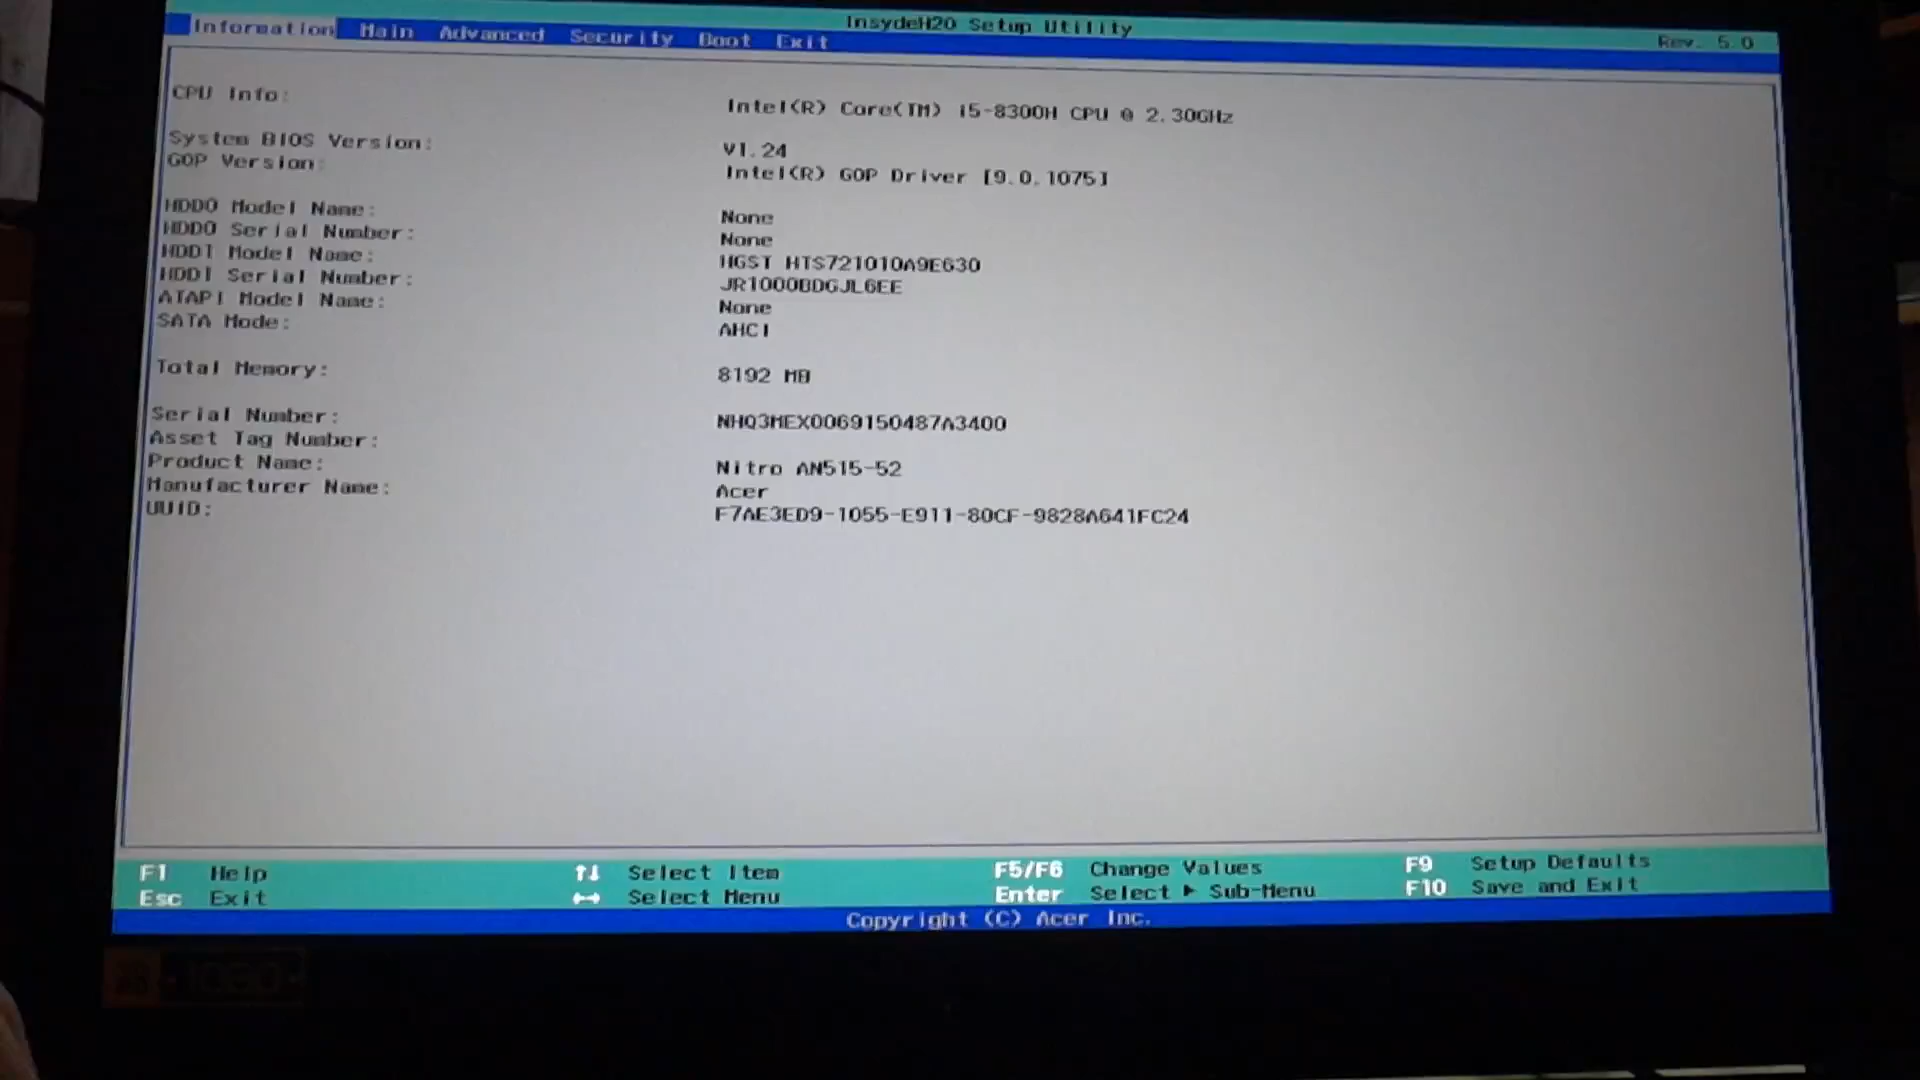 InsydeH2O Setup Utility
Information Main Advanced Security Boot Exit
Rev. 5.0
CPU Info: Intel(R) Core(TM) i5-8300H CPU @ 2.30GHz
System BIOS Version: V1.24
GOP Version: Intel(R) GOP Driver [9.0.1075]
HDD0 Model Name: None
HDD0 Serial Number: None
HDD1 Model Name: HGST HTS721010A9E630
HDD1 Serial Number: JR1000BDGJL6EE
ATAPI Model Name: None
SATA Mode: AHCI
Total Memory: 8192 MB
Serial Number: NHQ3MEX0069150487A3400
Asset Tag Number:
Product Name: Nitro AN515-52
Manufacturer Name: Acer
UUID: F7AE3ED9-1055-E911-80CF-9828A641FC24
F1 Help ↑↓ Select Item F5/F6 Change Values F9 Setup Defaults
Esc Exit ↔ Select Menu Enter Select ▶ Sub-Menu F10 Save and Exit
Copyright (C) Acer Inc.